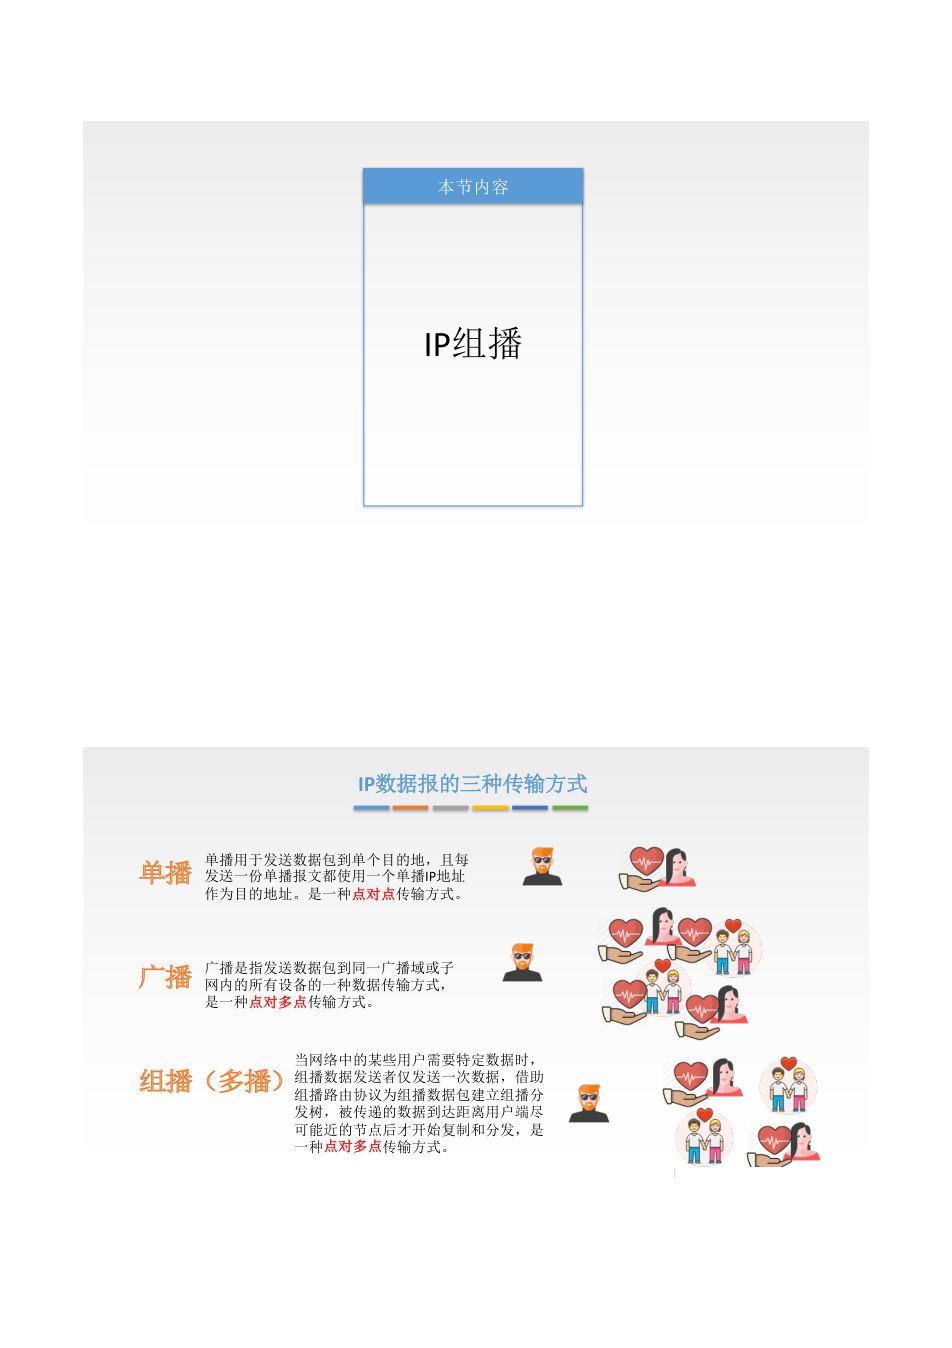 本节内容
IP组播
IP数据报的三种传输方式
单播
单播用于发送数据包到单个目的地，且每
发送一份单播报文都使用一个单播IP地址
作为目的地址。是一种点对点传输方式。
广播
广播是指发送数据包到同一广播域或子
网内的所有设备的一种数据传输方式，
是一种点对多点传输方式。
组播（多播）
当网络中的某些用户需要特定数据时，
组播数据发送者仅发送一次数据，借助
组播路由协议为组播数据包建立组播分
发树，被传递的数据到达距离用户端尽
可能近的节点后才开始复制和分发，是
一种点对多点传输方式。